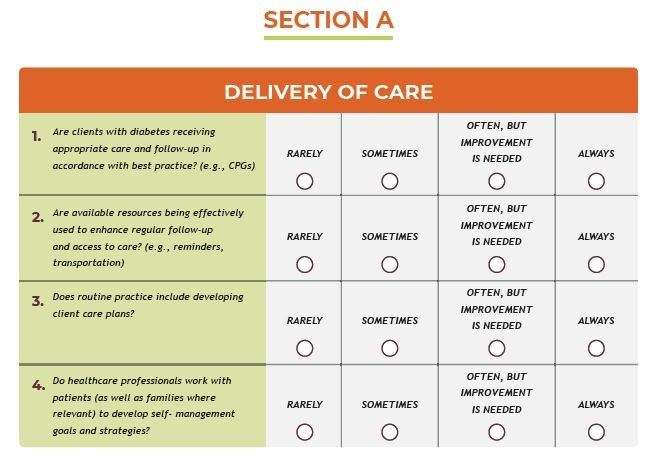 SECTION A
DELIVERY OF CARE
1. Are clients with diabetes receiving
appropriate care and follow-up in
accordance with best practice? (e.g., CPGs)
RARELY
SOMETIMES
OFTEN, BUT
IMPROVEMENT
IS NEEDED
ALWAYS
2. Are available resources being effectively
used to enhance regular follow-up
and access to care? (e.g., reminders,
transportation)
RARELY
SOMETIMES
OFTEN, BUT
IMPROVEMENT
IS NEEDED
ALWAYS
3. Does routine practice include developing
client care plans?
RARELY
SOMETIMES
OFTEN, BUT
IMPROVEMENT
IS NEEDED
ALWAYS
4. Do healthcare professionals work with
patients (as well as families where
relevant) to develop self- management
goals and strategies?
RARELY
SOMETIMES
OFTEN, BUT
IMPROVEMENT
IS NEEDED
ALWAYS